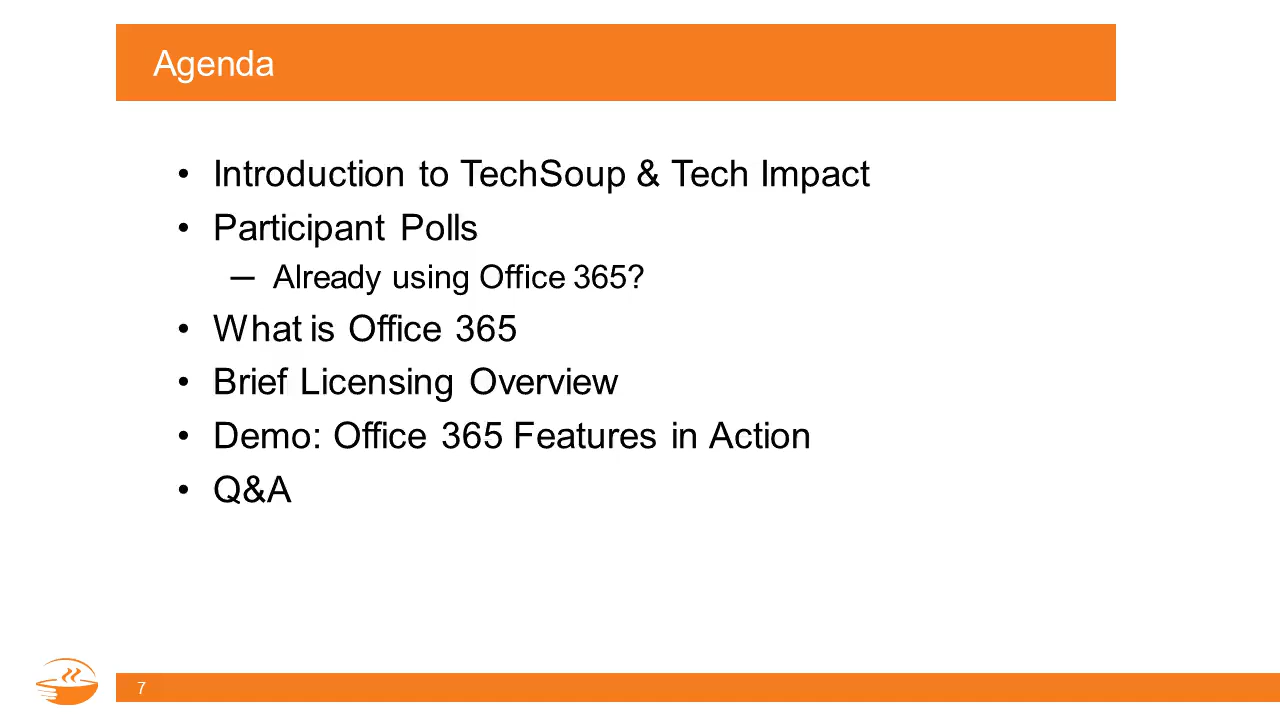 Agenda
• Introduction to TechSoup & Tech Impact
• Participant Polls
─ Already using Office 365?
• What is Office 365
• Brief Licensing Overview
• Demo: Office 365 Features in Action
• Q&A
7